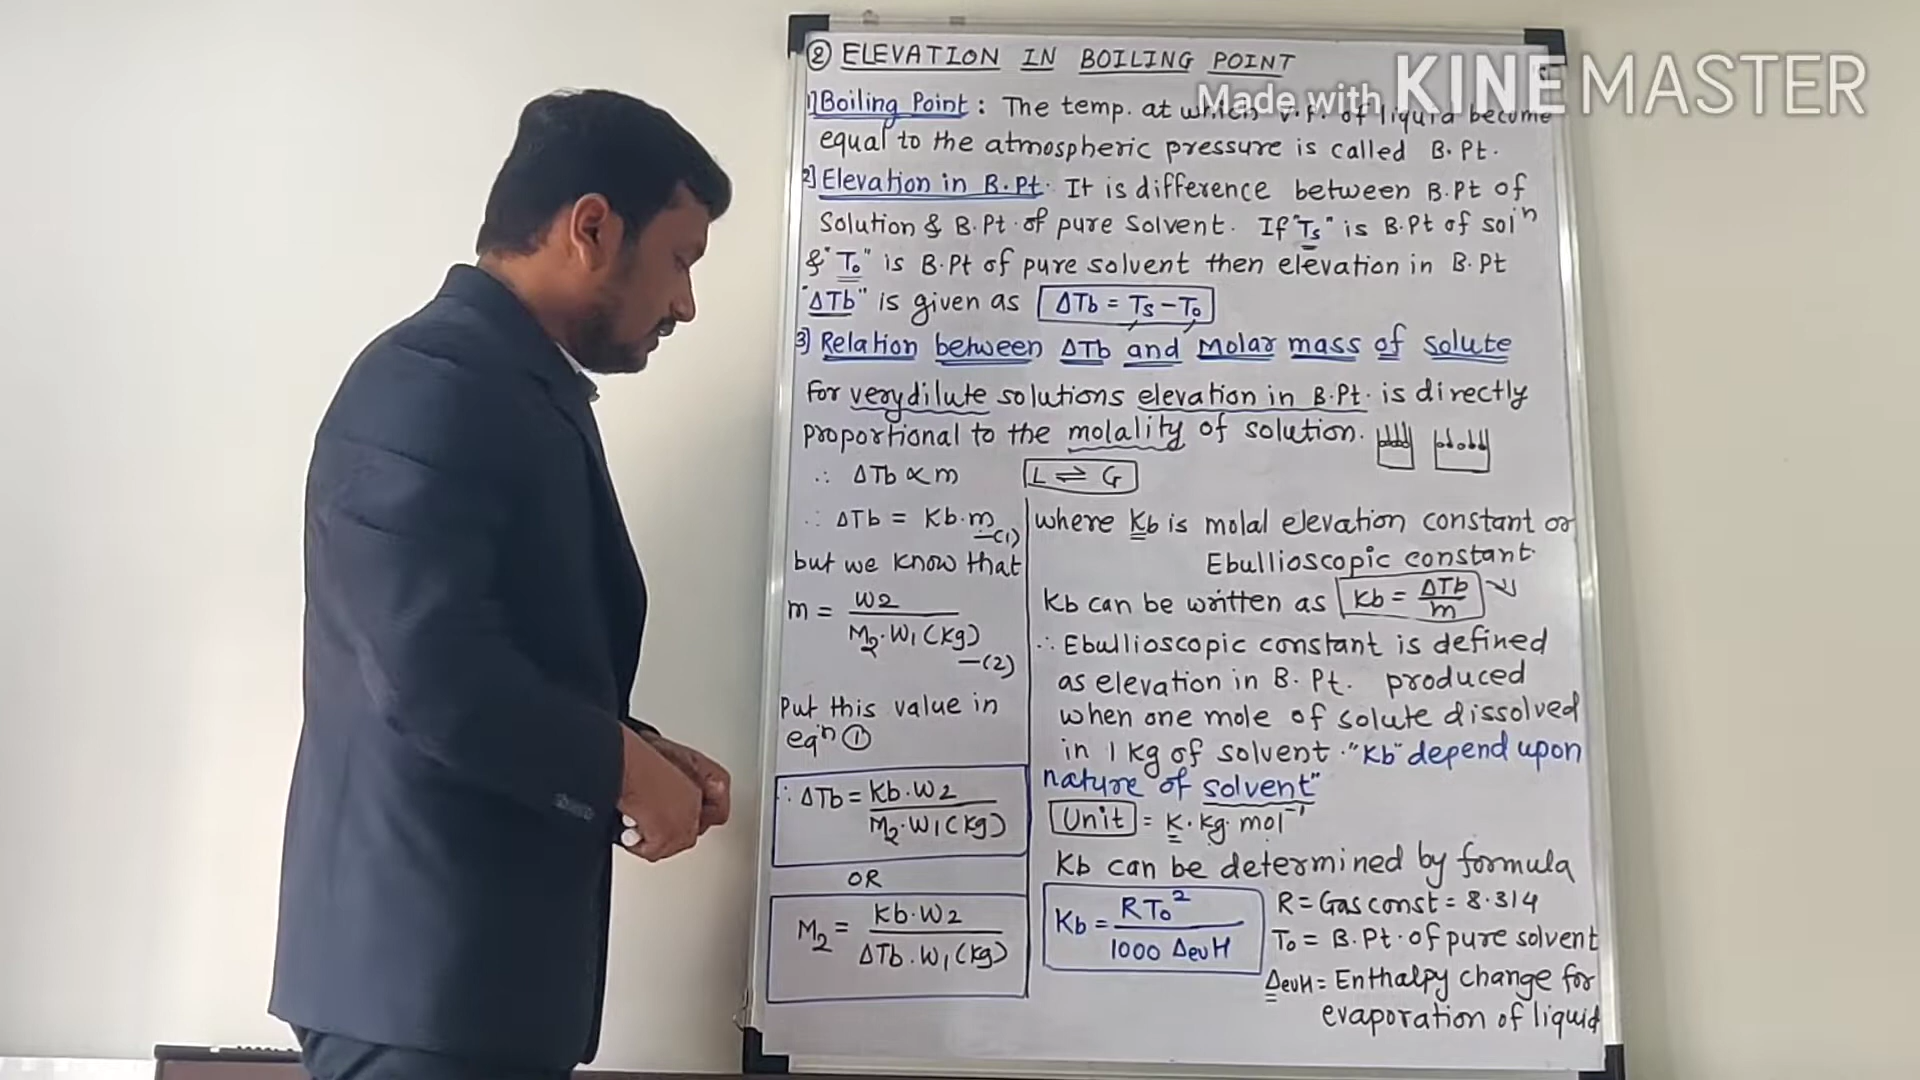 ② ELEVATION IN BOILING POINT
Made with KINEMASTER
1] Boiling Point : The temp. at which V.P. of liquid become
equal to the atmospheric pressure is called B.Pt.
2] Elevation in B.Pt. It is difference between B.Pt of
Solution & B.Pt. of pure solvent. If "Ts" is B.Pt of solⁿ
& "T₀" is B.Pt of pure solvent then elevation in B.Pt
"ΔTb" is given as ΔTb = Ts – T₀
3] Relation between ΔTb and Molar mass of solute
For very dilute solutions elevation in B.Pt. is directly
proportional to the molality of solution.
∴ ΔTb ∝ m L ⇌ G
∴ ΔTb = Kb.m —(1)
but we know that
m = W2 / M₂.W₁(Kg) —(2)
Put this value in
eqⁿ ①
∴ ΔTb = Kb.W2 / M₂.W₁(Kg)
OR
M₂ = Kb.W2 / ΔTb.W₁(Kg)
where Kb is molal elevation constant or
Ebullioscopic constant.
Kb can be written as Kb = ΔTb / m
∴ Ebullioscopic constant is defined
as elevation in B.Pt. produced
when one mole of solute dissolved
in 1 kg of solvent. "Kb" depend upon
nature of solvent"
Unit = K.kg.mol⁻¹
Kb can be determined by formula
Kb = RT₀² / 1000 ΔevH
R = Gas const = 8.314
T₀ = B.Pt. of pure solvent
ΔevH = Enthalpy change for
evaporation of liquid